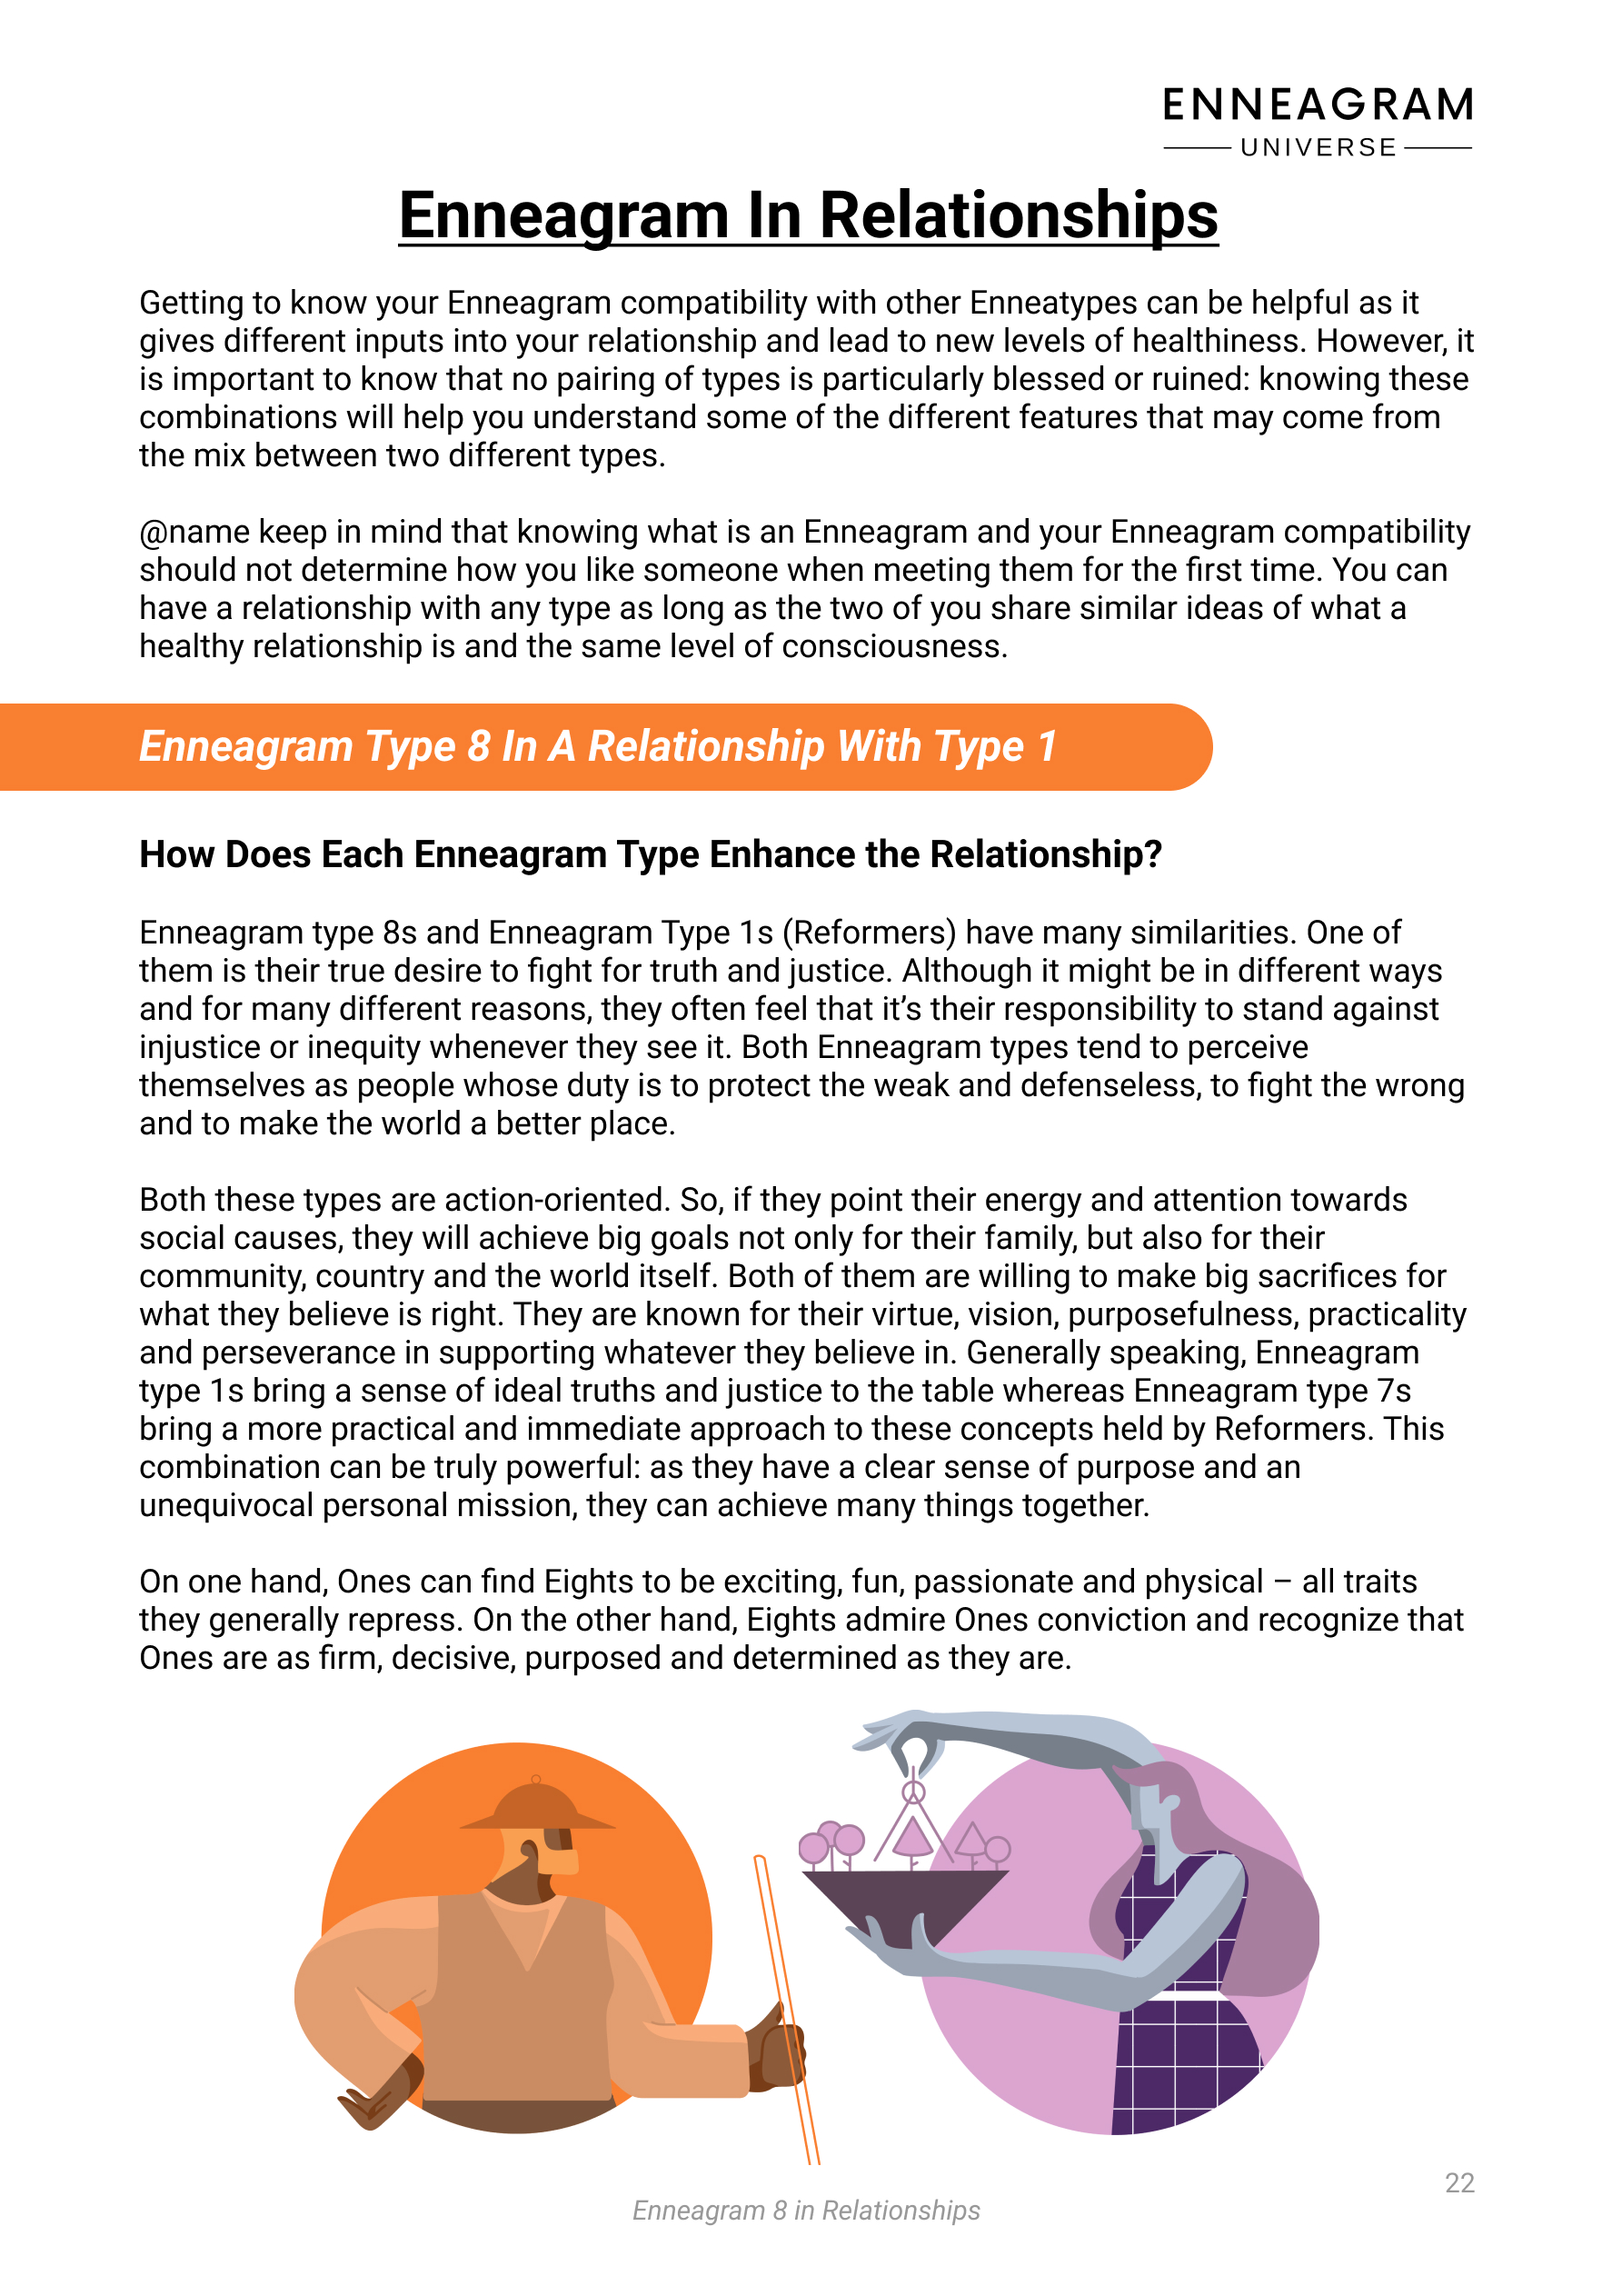 ENNEAGRAM
UNIVERSE
Enneagram In Relationships
Getting to know your Enneagram compatibility with other Enneatypes can be helpful as it
gives different inputs into your relationship and lead to new levels of healthiness. However, it
is important to know that no pairing of types is particularly blessed or ruined: knowing these
combinations will help you understand some of the different features that may come from
the mix between two different types.
@name keep in mind that knowing what is an Enneagram and your Enneagram compatibility
should not determine how you like someone when meeting them for the first time. You can
have a relationship with any type as long as the two of you share similar ideas of what a
healthy relationship is and the same level of consciousness.
Enneagram Type 8 In A Relationship With Type 1
How Does Each Enneagram Type Enhance the Relationship?
Enneagram type 8s and Enneagram Type 1s (Reformers) have many similarities. One of
them is their true desire to fight for truth and justice. Although it might be in different ways
and for many different reasons, they often feel that it’s their responsibility to stand against
injustice or inequity whenever they see it. Both Enneagram types tend to perceive
themselves as people whose duty is to protect the weak and defenseless, to fight the wrong
and to make the world a better place.
Both these types are action-oriented. So, if they point their energy and attention towards
social causes, they will achieve big goals not only for their family, but also for their
community, country and the world itself. Both of them are willing to make big sacrifices for
what they believe is right. They are known for their virtue, vision, purposefulness, practicality
and perseverance in supporting whatever they believe in. Generally speaking, Enneagram
type 1s bring a sense of ideal truths and justice to the table whereas Enneagram type 7s
bring a more practical and immediate approach to these concepts held by Reformers. This
combination can be truly powerful: as they have a clear sense of purpose and an
unequivocal personal mission, they can achieve many things together.
On one hand, Ones can find Eights to be exciting, fun, passionate and physical – all traits
they generally repress. On the other hand, Eights admire Ones conviction and recognize that
Ones are as firm, decisive, purposed and determined as they are.
22
Enneagram 8 in Relationships